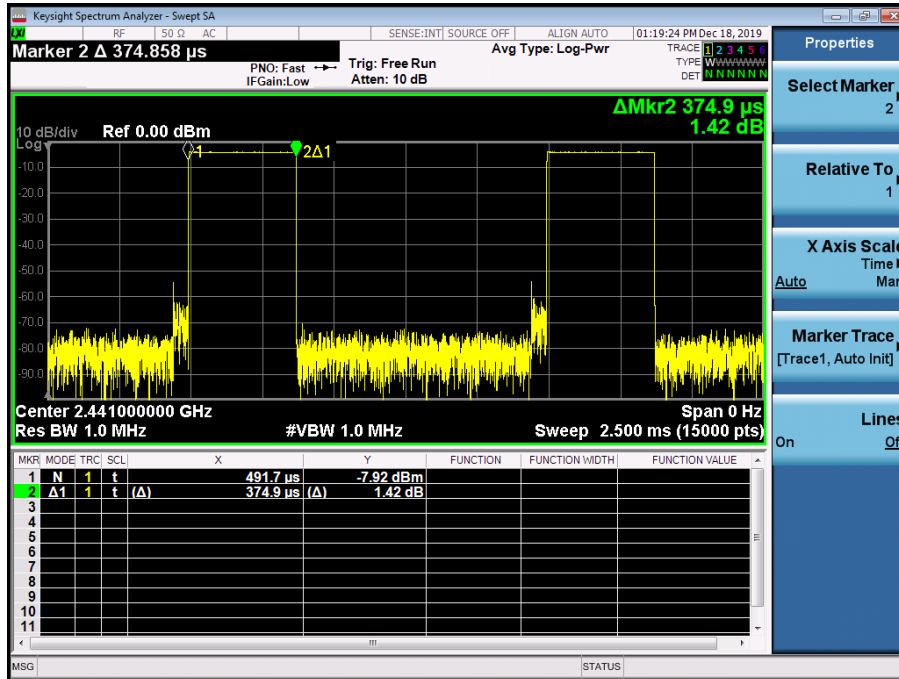 Keysight Spectrum Analyzer - Swept SA
LXI
RF
50 Ω AC
SENSE:INT SOURCE OFF
ALIGN AUTO
01:19:24 PM Dec 18, 2019
Marker 2 Δ 374.858 µs
PNO: Fast
IFGain:Low
Trig: Free Run
Atten: 10 dB
Avg Type: Log-Pwr
TRACE 1 2 3 4 5 6
TYPE WWWWWW
DET N N N N N N
ΔMkr2 374.9 µs
1.42 dB
10 dB/div
Ref 0.00 dBm
Log
1
2Δ1
-10.0
-20.0
-30.0
-40.0
-50.0
-60.0
-70.0
-80.0
-90.0
Center 2.441000000 GHz
Span 0 Hz
Res BW 1.0 MHz
#VBW 1.0 MHz
Sweep 2.500 ms (15000 pts)
MKR MODE TRC SCL X Y FUNCTION FUNCTION WIDTH FUNCTION VALUE
1 N 1 t 491.7 µs -7.92 dBm
2 Δ1 1 t (Δ) 374.9 µs (Δ) 1.42 dB
3
4
5
6
7
8
9
10
11
MSG
STATUS
Properties
Select Marker
2
Relative To
1
X Axis Scale
Time
Auto Man
Marker Trace
[Trace1, Auto Init]
Lines
On Off